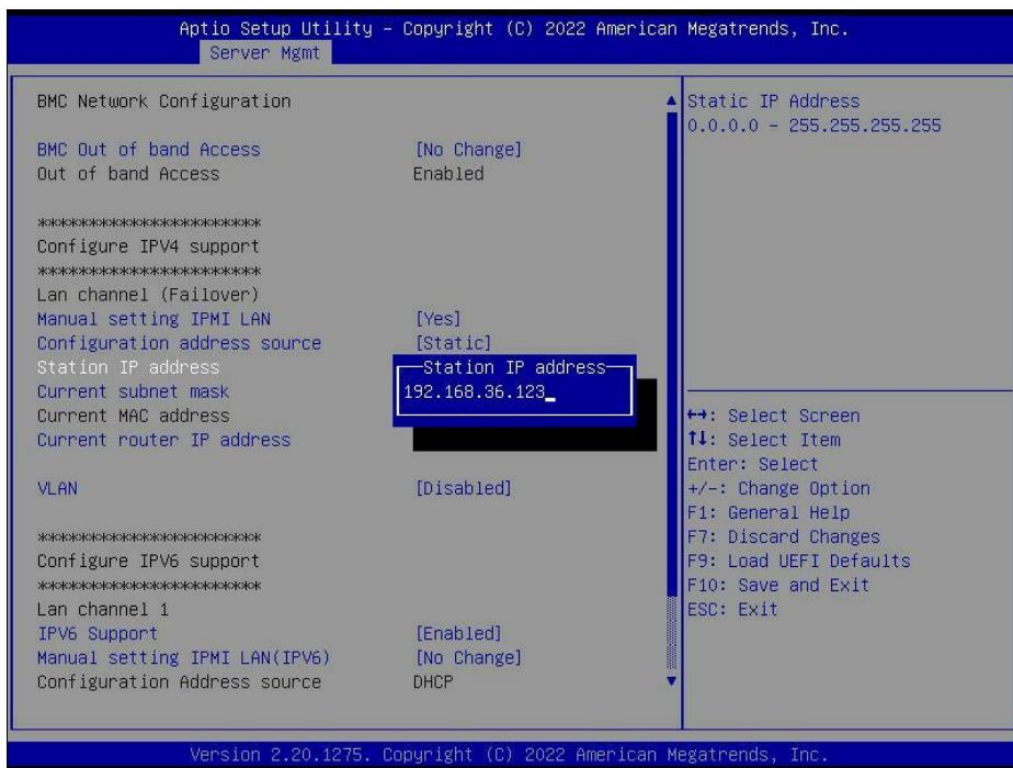 Aptio Setup Utility – Copyright (C) 2022 American Megatrends, Inc.
Server Mgmt
BMC Network Configuration
BMC Out of band Access [No Change]
Out of band Access Enabled
**********************
Configure IPV4 support
**********************
Lan channel (Failover)
Manual setting IPMI LAN [Yes]
Configuration address source [Static]
Station IP address
Station IP address
192.168.36.123_
Current subnet mask
Current MAC address
Current router IP address
VLAN [Disabled]
**********************
Configure IPV6 support
**********************
Lan channel 1
IPV6 Support [Enabled]
Manual setting IPMI LAN(IPV6) [No Change]
Configuration Address source DHCP
Static IP Address
0.0.0.0 - 255.255.255.255
↔: Select Screen
↑↓: Select Item
Enter: Select
+/-: Change Option
F1: General Help
F7: Discard Changes
F9: Load UEFI Defaults
F10: Save and Exit
ESC: Exit
Version 2.20.1275. Copyright (C) 2022 American Megatrends, Inc.